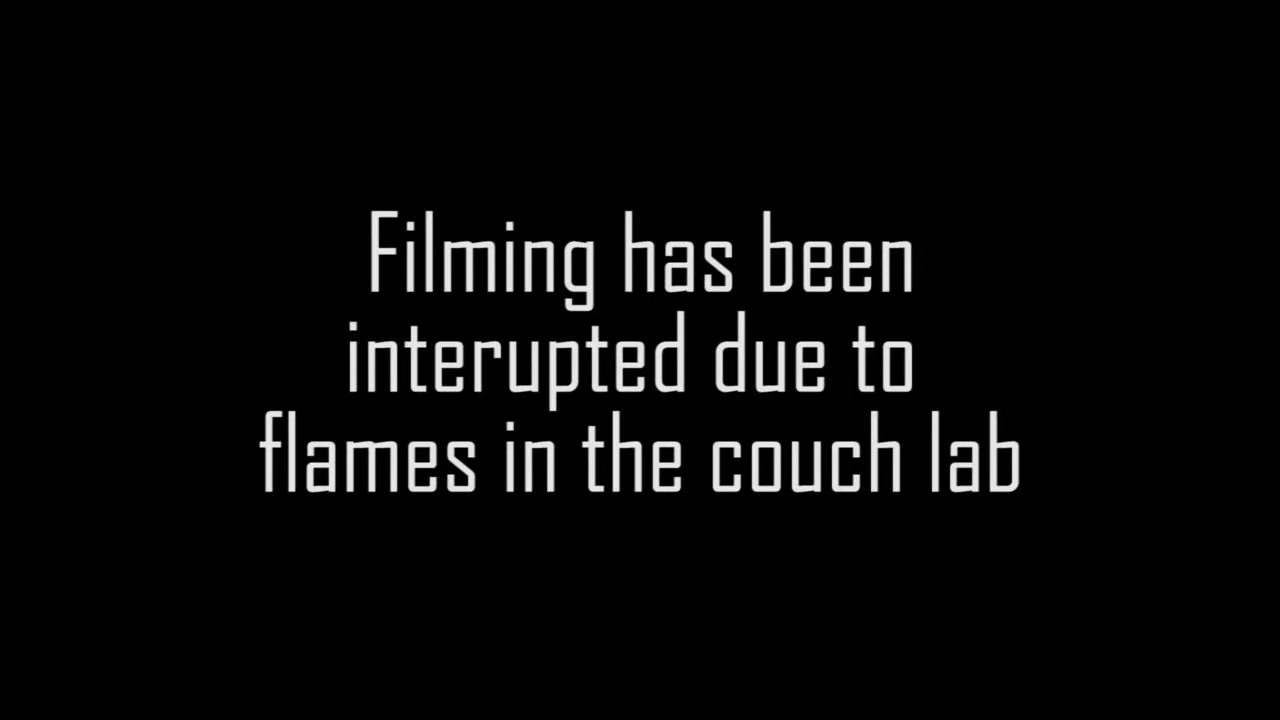 Filming has been
interupted due to
flames in the couch lab